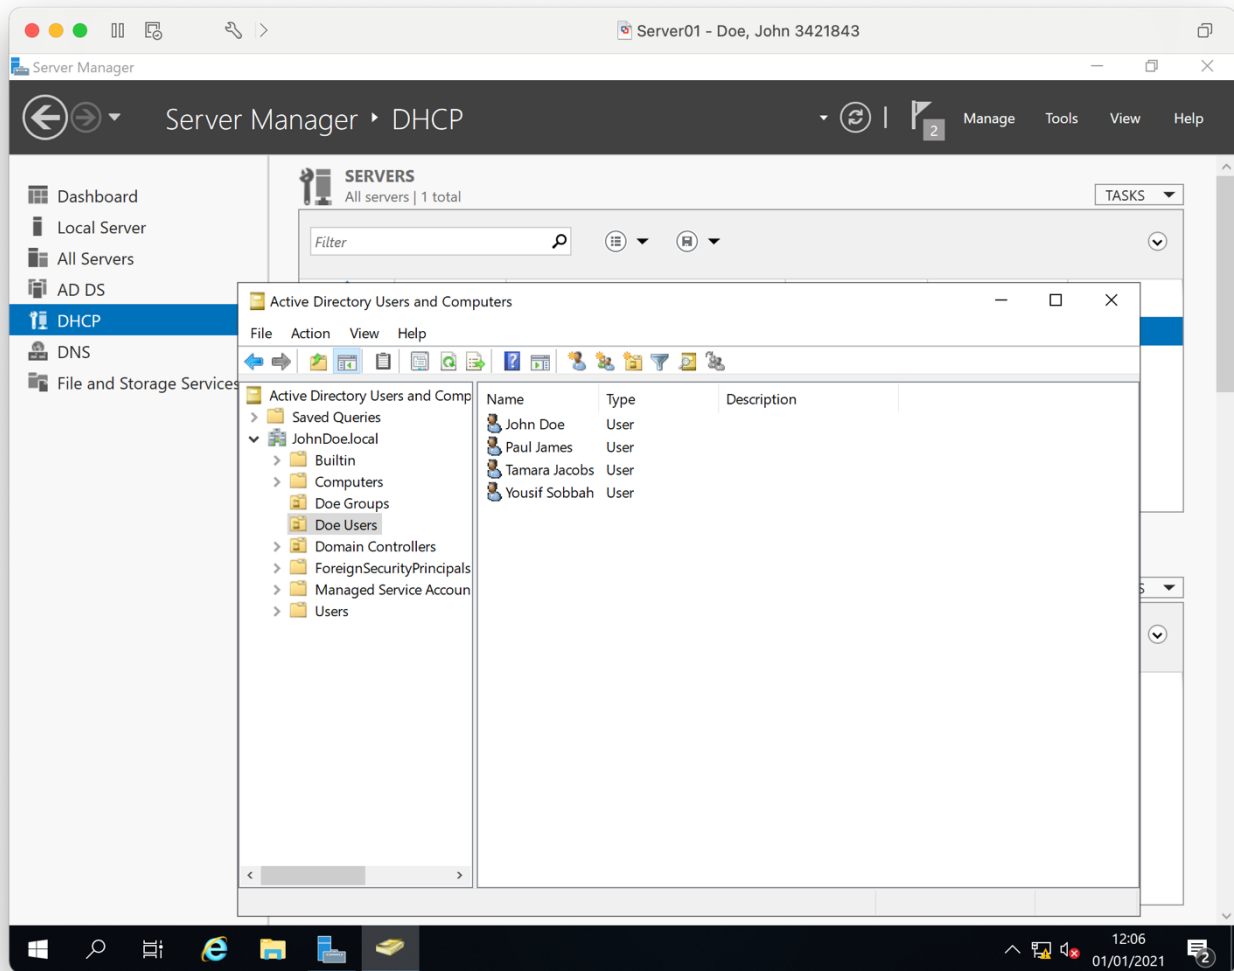 Server01 - Doe, John 3421843
Server Manager
Server Manager ‣ DHCP
2
Manage
Tools
View
Help
Dashboard
Local Server
All Servers
AD DS
DHCP
DNS
File and Storage Services
SERVERS
All servers | 1 total
TASKS
Filter
Active Directory Users and Computers
File Action View Help
Active Directory Users and Comp
Saved Queries
JohnDoe.local
Builtin
Computers
Doe Groups
Doe Users
Domain Controllers
ForeignSecurityPrincipals
Managed Service Accoun
Users
Name Type Description
John Doe User
Paul James User
Tamara Jacobs User
Yousif Sobbah User
12:06
01/01/2021
2